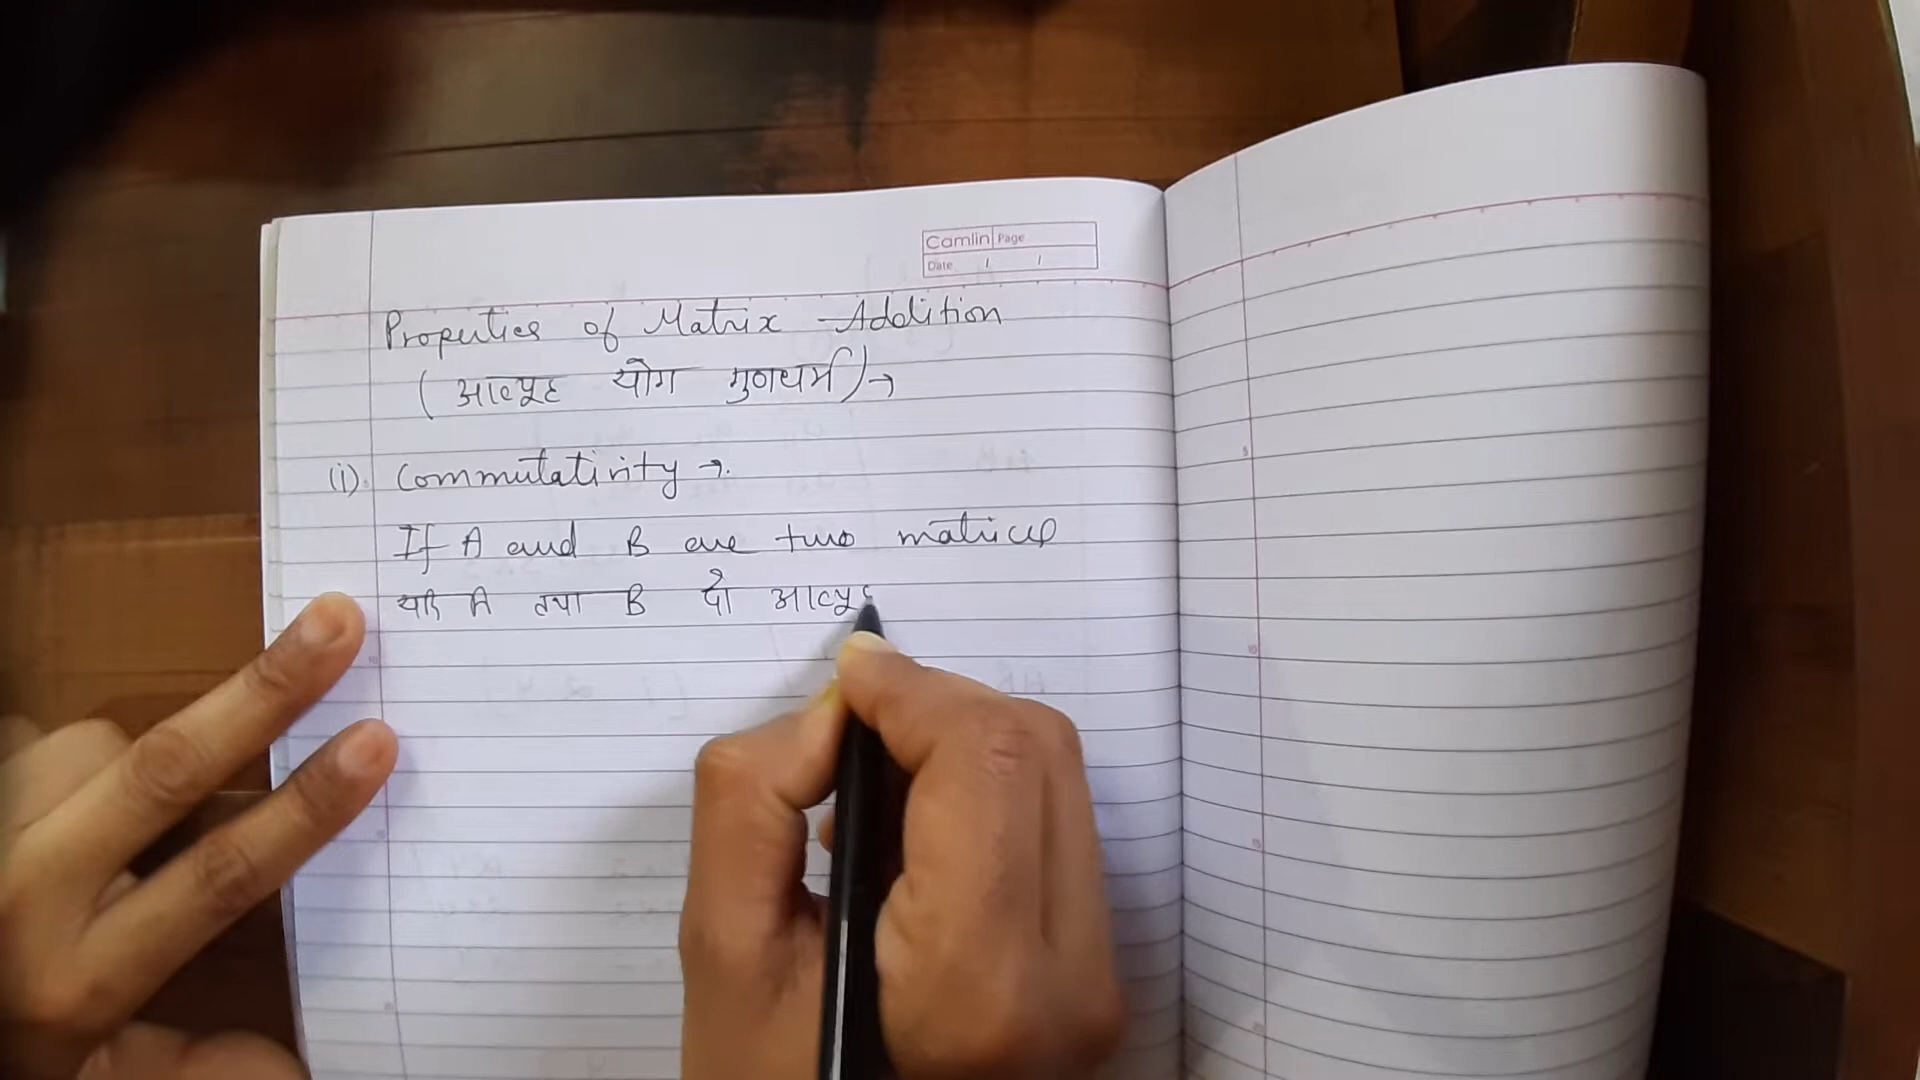 Camlin Page
Date / /
Properties of Matrix Addition
( आव्यूह योग गुणधर्म ) →
(i). Commutativity →.
If A and B are two matrices
यदि A तथा B दो आव्यूह